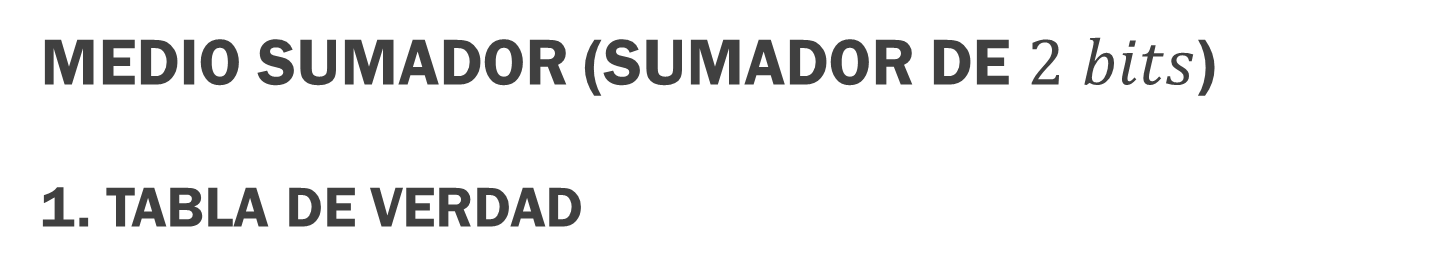 MEDIO SUMADOR (SUMADOR DE 2 bits)
1. TABLA DE VERDAD